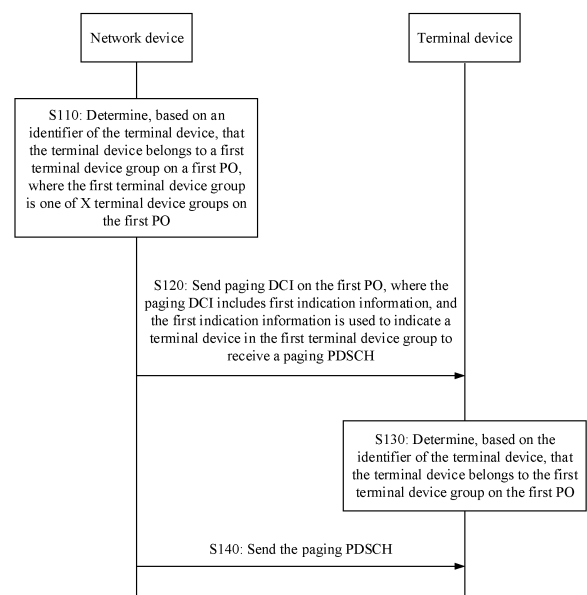 Network device
Terminal device
S110: Determine, based on an
identifier of the terminal device, that
the terminal device belongs to a first
terminal device group on a first PO,
where the first terminal device group
is one of X terminal device groups on
the first PO
S120: Send paging DCI on the first PO, where the
paging DCI includes first indication information, and
the first indication information is used to indicate a
terminal device in the first terminal device group to
receive a paging PDSCH
S130: Determine, based on the
identifier of the terminal device, that
the terminal device belongs to the first
terminal device group on the first PO
S140: Send the paging PDSCH